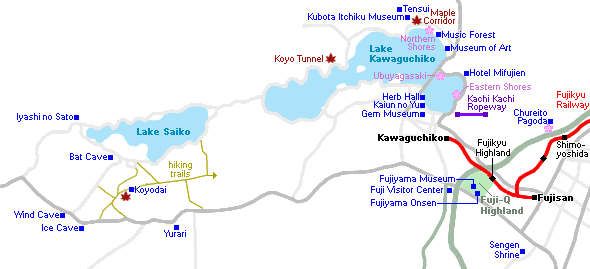 Tensui
Kubota Itchiku Museum
Maple
Corridor
Music Forest
Northern
Shores
Lake
Kawaguchiko
Museum of Art
Koyo Tunnel
Ubuyagasaki
Hotel Mifujien
Eastern Shores
Herb Hall
Kachi Kachi
Ropeway
Fujikyu
Railway
Kaiun no Yu
Gem Museum
Chureito
Pagoda
Iyashi no Sato
Lake Saiko
Kawaguchiko
Fujikyu
Highland
Shimo-
yoshida
Bat Cave
hiking
trails
Koyodai
Fujiyama Museum
Fuji Visitor Center
Fujiyama Onsen
Fuji-Q
Highland
Fujisan
Wind Cave
Ice Cave
Yurari
Sengen
Shrine